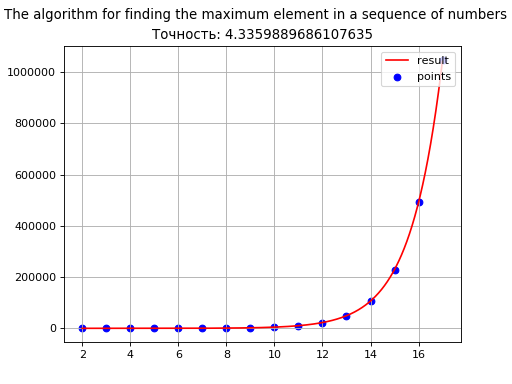 The algorithm for finding the maximum element in a sequence of numbers
Точность: 4.3359889686107635
result
points
1000000
800000
600000
400000
200000
0
2 4 6 8 10 12 14 16